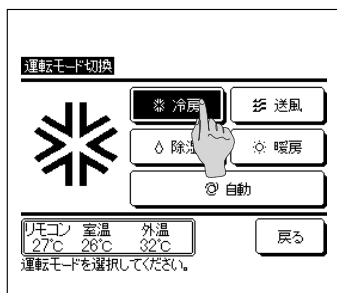 運転モード切換
冷房 送風
除湿 暖房
自動
リモコン 室温 外温
27℃ 26℃ 32℃
戻る
運転モードを選択してください。